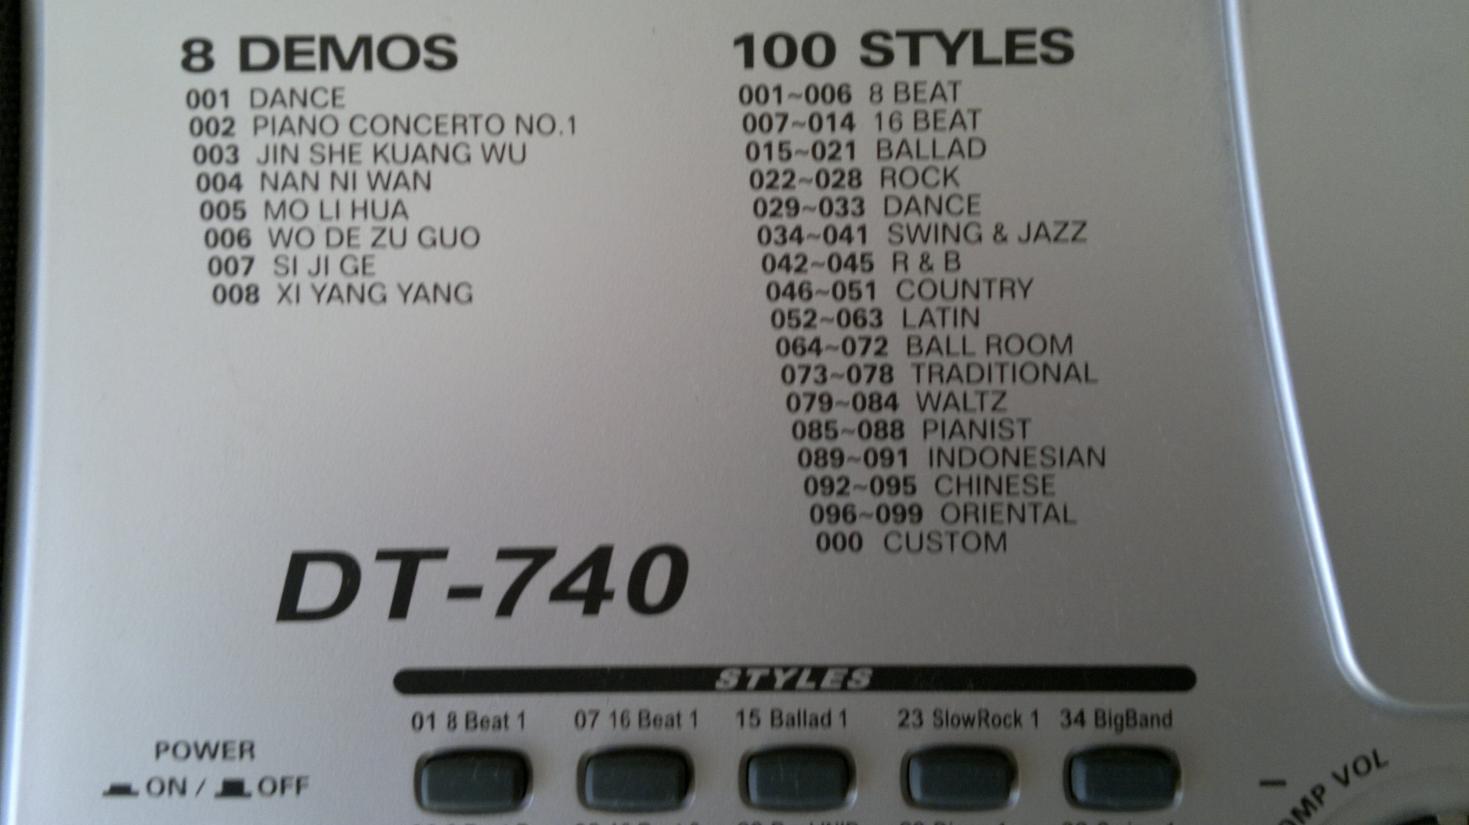 8 DEMOS
001 DANCE
002 PIANO CONCERTO NO.1
003 JIN SHE KUANG WU
004 NAN NI WAN
005 MO LI HUA
006 WO DE ZU GUO
007 SI JI GE
008 XI YANG YANG
100 STYLES
001~006 8 BEAT
007~014 16 BEAT
015~021 BALLAD
022~028 ROCK
029~033 DANCE
034~041 SWING & JAZZ
042~045 R & B
046~051 COUNTRY
052~063 LATIN
064~072 BALL ROOM
073~078 TRADITIONAL
079~084 WALTZ
085~088 PIANIST
089~091 INDONESIAN
092~095 CHINESE
096~099 ORIENTAL
000 CUSTOM
DT-740
STYLES
01 8 Beat 1 07 16 Beat 1 15 Ballad 1 23 SlowRock 1 34 BigBand
POWER
ON / OFF
VOL